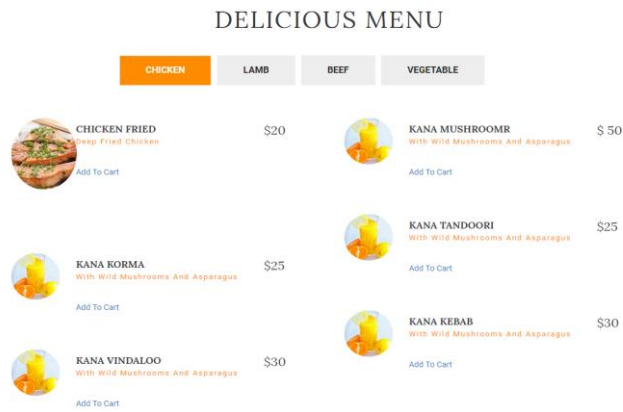 DELICIOUS MENU
CHICKEN LAMB BEEF VEGETABLE
CHICKEN FRIED $20
Deep Fried Chicken
Add To Cart
KANA KORMA $25
With Wild Mushrooms And Asparagus
Add To Cart
KANA VINDALOO $30
With Wild Mushrooms And Asparagus
Add To Cart
KANA MUSHROOMR $ 50
With Wild Mushrooms And Asparagus
Add To Cart
KANA TANDOORI $25
With Wild Mushrooms And Asparagus
Add To Cart
KANA KEBAB $30
With Wild Mushrooms And Asparagus
Add To Cart